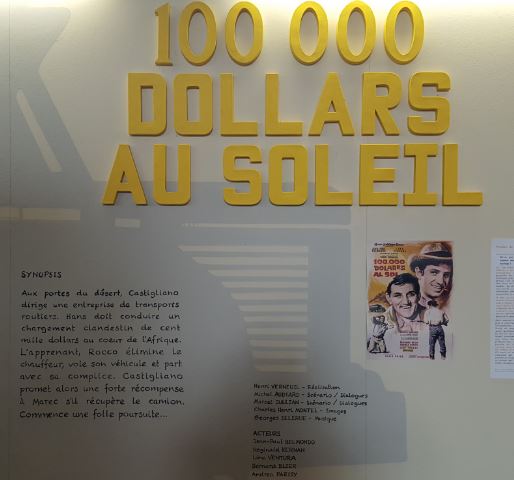 100 000
DOLLARS
AU SOLEIL
SYNOPSIS
Aux portes du désert, Castigliano
dirige une entreprise de transports
routiers. Hans doit conduire un
chargement clandestin de cent
mille dollars au coeur de l'Afrique.
L'apprenant, Rocco élimine le
chauffeur, vole son véhicule et part
avec sa complice. Castigliano
promet alors une forte récompense
à Marec s'il récupère le camion.
Commence une folle poursuite...
100.000
DOLARES
AL SOL
Henri VERNEUIL - Réalisation
Michel AUDIARD - Scénario / Dialogues
Marcel JULLIAN - Scénario / Dialogues
Charles Henri MONTEL - Images
Georges DELERUE - Musique
ACTEURS
Jean-Paul BELMONDO
Reginald KERNAN
Lino VENTURA
Bernard BLIER
Andréa PARISY